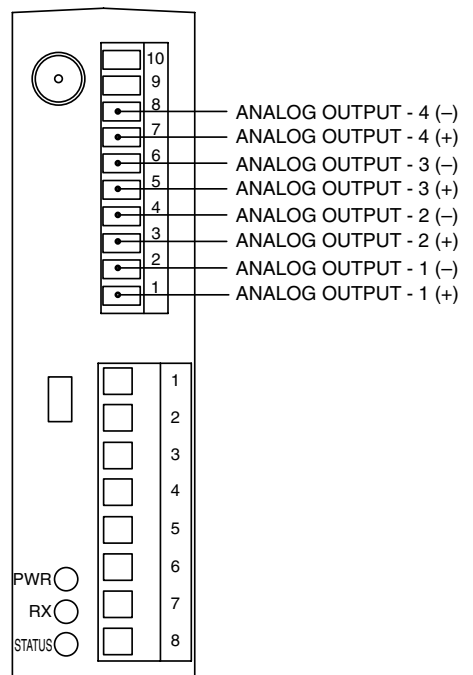 10
9
8 ANALOG OUTPUT - 4 (–)
7 ANALOG OUTPUT - 4 (+)
6 ANALOG OUTPUT - 3 (–)
5 ANALOG OUTPUT - 3 (+)
4 ANALOG OUTPUT - 2 (–)
3 ANALOG OUTPUT - 2 (+)
2 ANALOG OUTPUT - 1 (–)
1 ANALOG OUTPUT - 1 (+)
1
2
3
4
5
6
PWR
7
RX
8
STATUS